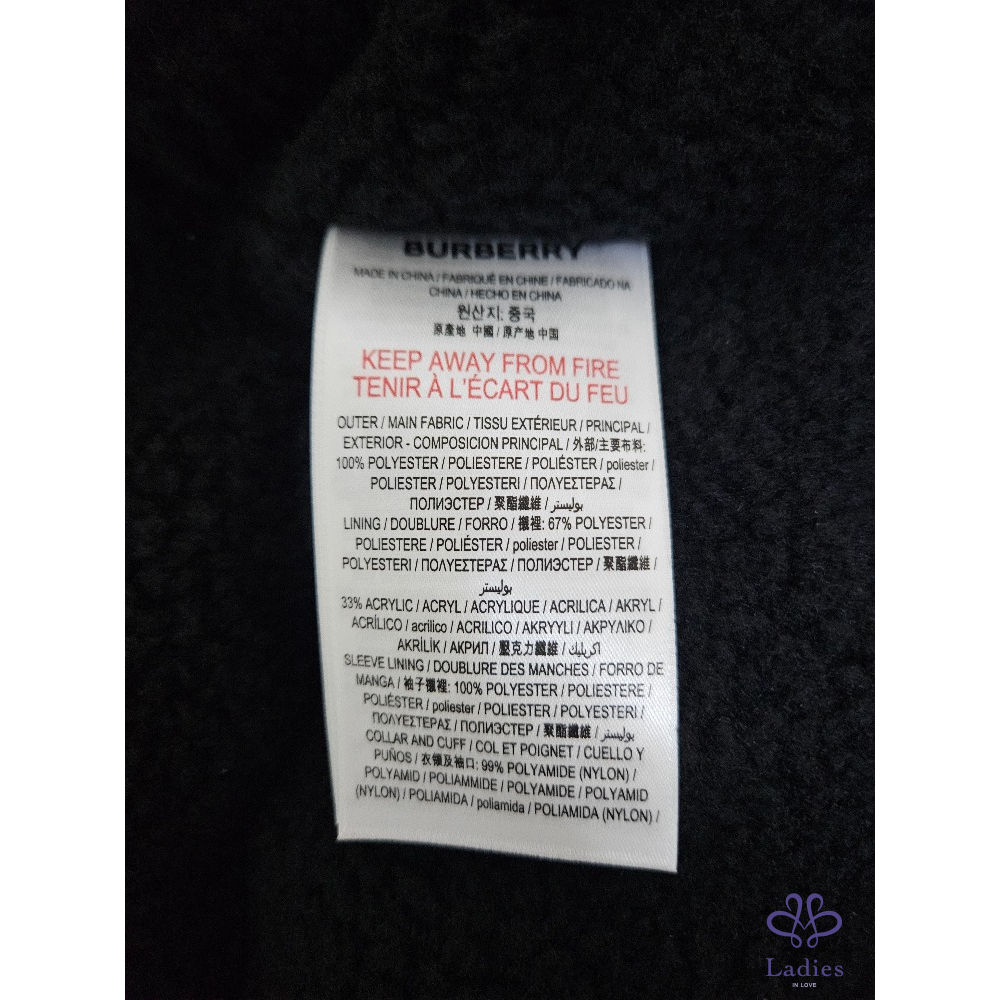 BURBERRY
MADE IN CHINA / FABRIQUÉ EN CHINE / FABRICADO NA
CHINA / HECHO EN CHINA
원산지: 중국
原產地 中國 / 原产地 中国
KEEP AWAY FROM FIRE
TENIR À L'ÉCART DU FEU
OUTER / MAIN FABRIC / TISSU EXTÉRIEUR / PRINCIPAL /
EXTERIOR - COMPOSICION PRINCIPAL / 外部/主要布料:
100% POLYESTER / POLIESTERE / POLIÉSTER / poliester /
POLIESTER / POLYESTERI / ΠΟΛΥΕΣΤΕΡΑΣ /
ПОЛИЭСТЕР / 聚酯纖維 / بوليستر /
LINING / DOUBLURE / FORRO / 襯裡: 67% POLYESTER /
POLIESTERE / POLIÉSTER / poliester / POLIESTER /
POLYESTERI / ΠΟΛΥΕΣΤΕΡΑΣ / ПОЛИЭСТЕР / 聚酯纖維 /
بوليستر
33% ACRYLIC / ACRYL / ACRYLIQUE / ACRILICA / AKRYL /
ACRÍLICO / acrilico / ACRILICO / AKRYYLI / ΑΚΡΥΛΙΚΟ /
AKRİLİK / АКРИЛ / 壓克力纖維 / اكريليك
SLEEVE LINING / DOUBLURE DES MANCHES / FORRO DE
MANGA / 袖子襯裡: 100% POLYESTER / POLIESTERE /
POLIÉSTER / poliester / POLIESTER / POLYESTERI /
ΠΟΛΥΕΣΤΕΡΑΣ / ПОЛИЭСТЕР / 聚酯纖維 / بوليستر /
COLLAR AND CUFF / COL ET POIGNET / CUELLO Y
PUÑOS / 衣領及袖口: 99% POLYAMIDE (NYLON) /
POLYAMID / POLIAMMIDE / POLYAMIDE / POLYAMID
(NYLON) / POLIAMIDA / poliamida / POLIAMIDA (NYLON) /
Ladies
IN LOVE